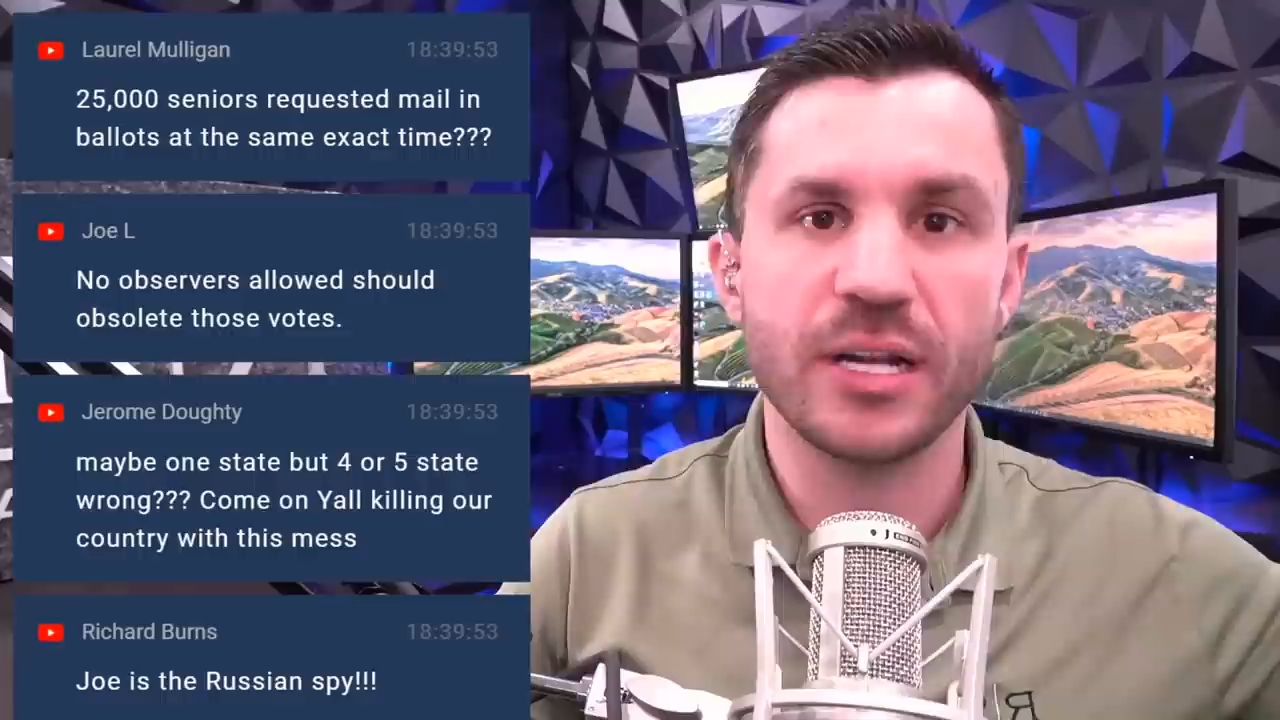 Laurel Mulligan 18:39:53
25,000 seniors requested mail in
ballots at the same exact time???
Joe L 18:39:53
No observers allowed should
obsolete those votes.
Jerome Doughty 18:39:53
maybe one state but 4 or 5 state
wrong??? Come on Yall killing our
country with this mess
Richard Burns 18:39:53
Joe is the Russian spy!!!